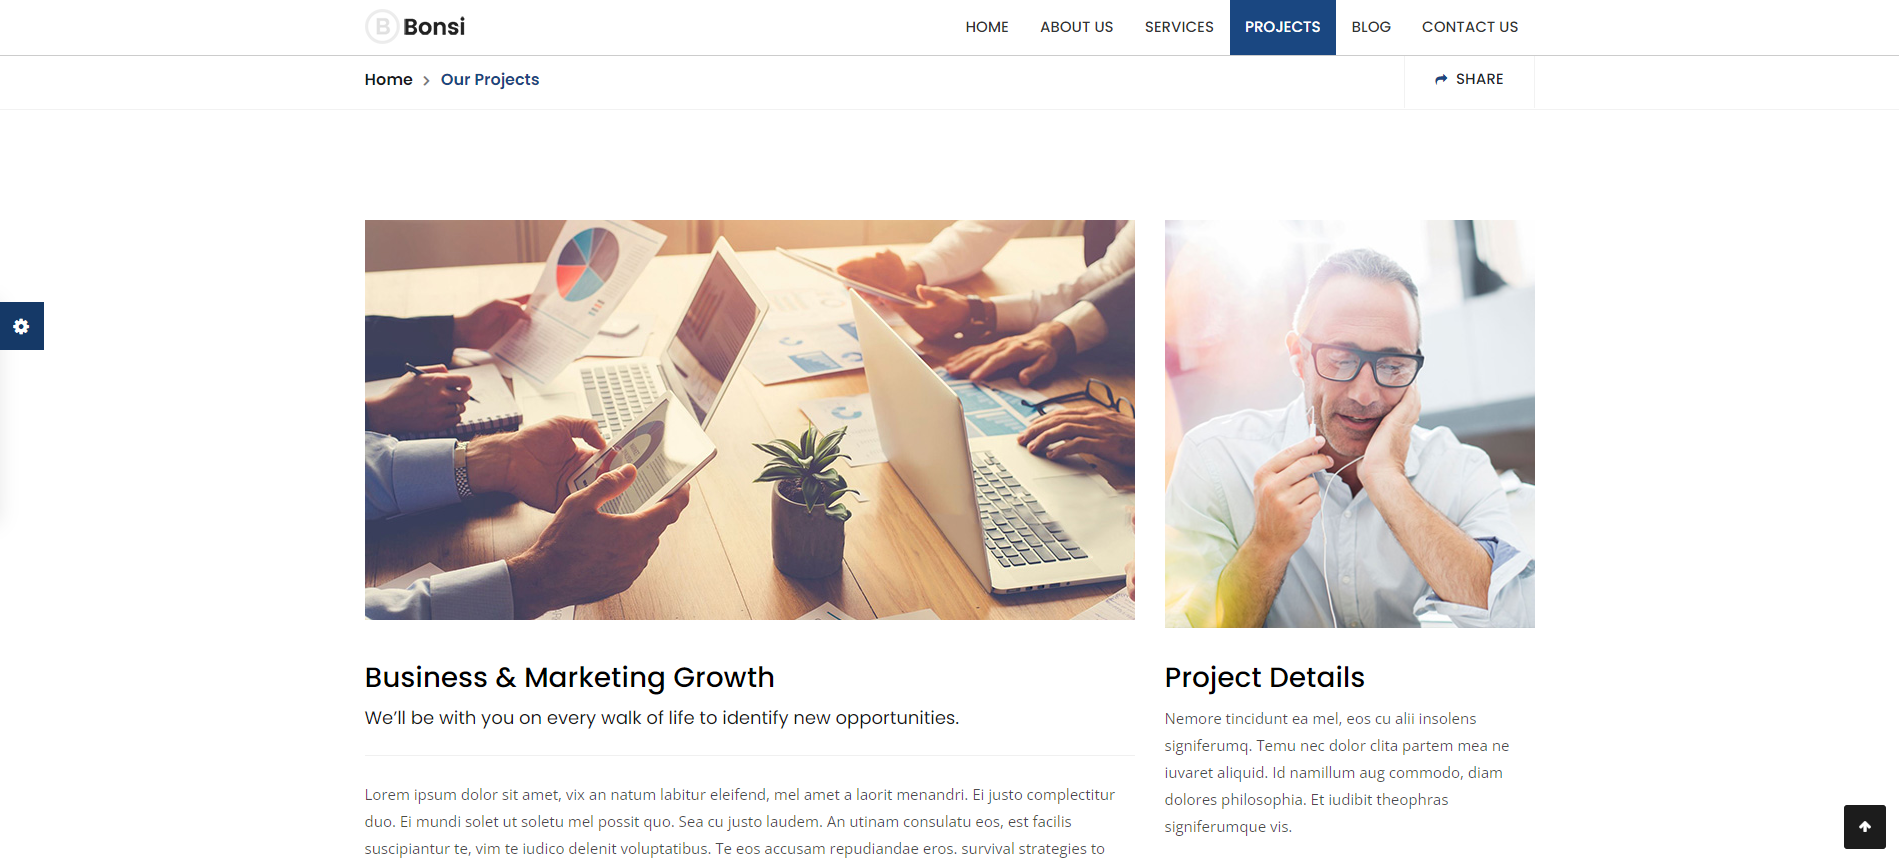 B Bonsi
HOME ABOUT US SERVICES PROJECTS BLOG CONTACT US
Home > Our Projects
SHARE
Business & Marketing Growth
We'll be with you on every walk of life to identify new opportunities.
Lorem ipsum dolor sit amet, vix an natum labitur eleifend, mel amet a laorit menandri. Ei justo complectitur
duo. Ei mundi solet ut soletu mel possit quo. Sea cu justo laudem. An utinam consulatu eos, est facilis
suscipiantur te, vim te iudico delenit voluptatibus. Te eos accusam repudiandae eros. survival strategies to
Project Details
Nemore tincidunt ea mel, eos cu alii insolens
signiferumq. Temu nec dolor clita partem mea ne
iuvaret aliquid. Id namillum aug commodo, diam
dolores philosophia. Et iudibit theophras
signiferumque vis.